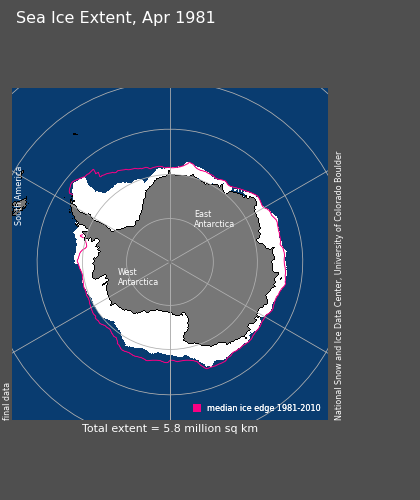 Sea Ice Extent, Apr 1981
South America
East
Antarctica
West
Antarctica
National Snow and Ice Data Center, University of Colorado Boulder
final data
median ice edge 1981-2010
Total extent = 5.8 million sq km